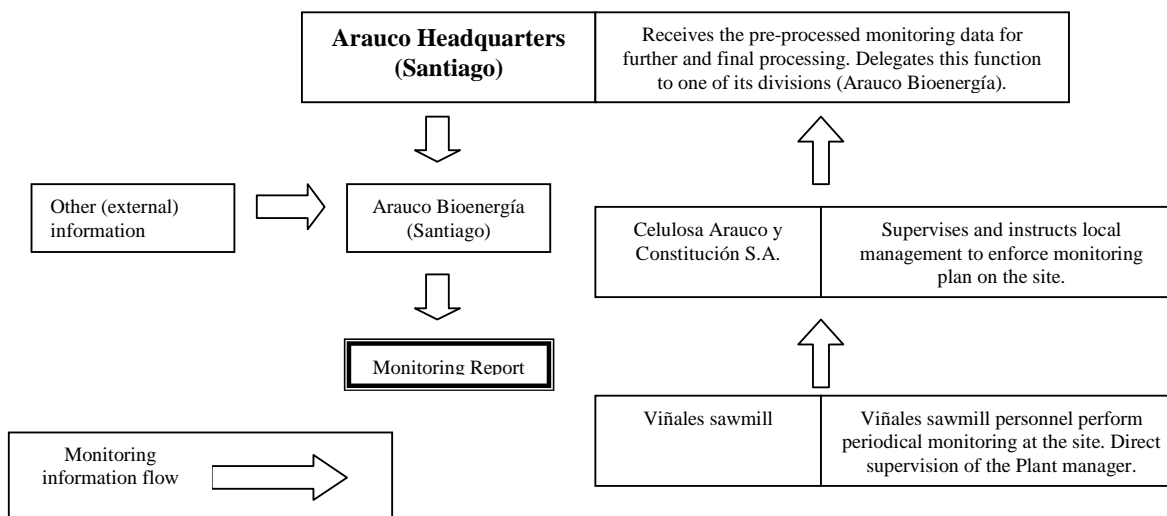 Arauco Headquarters
(Santiago)
Receives the pre-processed monitoring data for
further and final processing. Delegates this function
to one of its divisions (Arauco Bioenergía).
Other (external)
information
Arauco Bioenergía
(Santiago)
Celulosa Arauco y
Constitución S.A.
Supervises and instructs local
management to enforce monitoring
plan on the site.
Monitoring Report
Viñales sawmill
Viñales sawmill personnel perform
periodical monitoring at the site. Direct
supervision of the Plant manager.
Monitoring
information flow